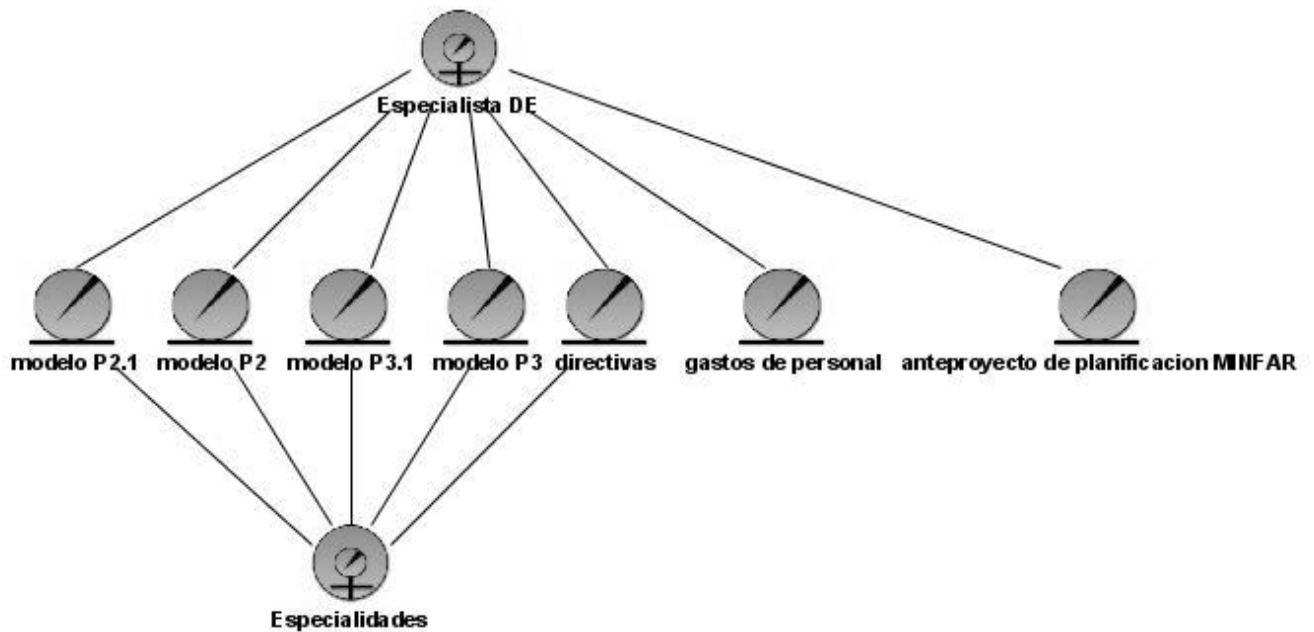 Especialista DE
modelo P2.1
modelo P2
modelo P3.1
modelo P3
directivas
gastos de personal
anteproyecto de planificacion MINFAR
Especialidades